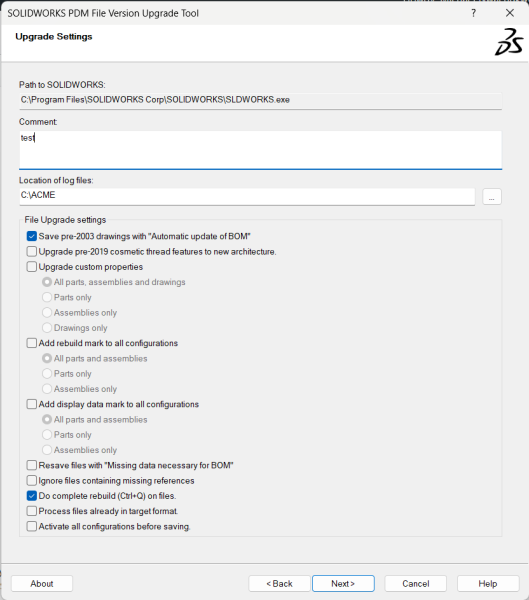 SOLIDWORKS PDM File Version Upgrade Tool
Upgrade Settings
Path to SOLIDWORKS:
C:\Program Files\SOLIDWORKS Corp\SOLIDWORKS\SLDWORKS.exe
Comment:
test
Location of log files:
C:\ACME
...
File Upgrade settings
Save pre-2003 drawings with "Automatic update of BOM"
Upgrade pre-2019 cosmetic thread features to new architecture.
Upgrade custom properties
All parts, assemblies and drawings
Parts only
Assemblies only
Drawings only
Add rebuild mark to all configurations
All parts and assemblies
Parts only
Assemblies only
Add display data mark to all configurations
All parts and assemblies
Parts only
Assemblies only
Resave files with "Missing data necessary for BOM"
Ignore files containing missing references
Do complete rebuild (Ctrl+Q) on files.
Process files already in target format.
Activate all configurations before saving.
About
< Back
Next >
Cancel
Help